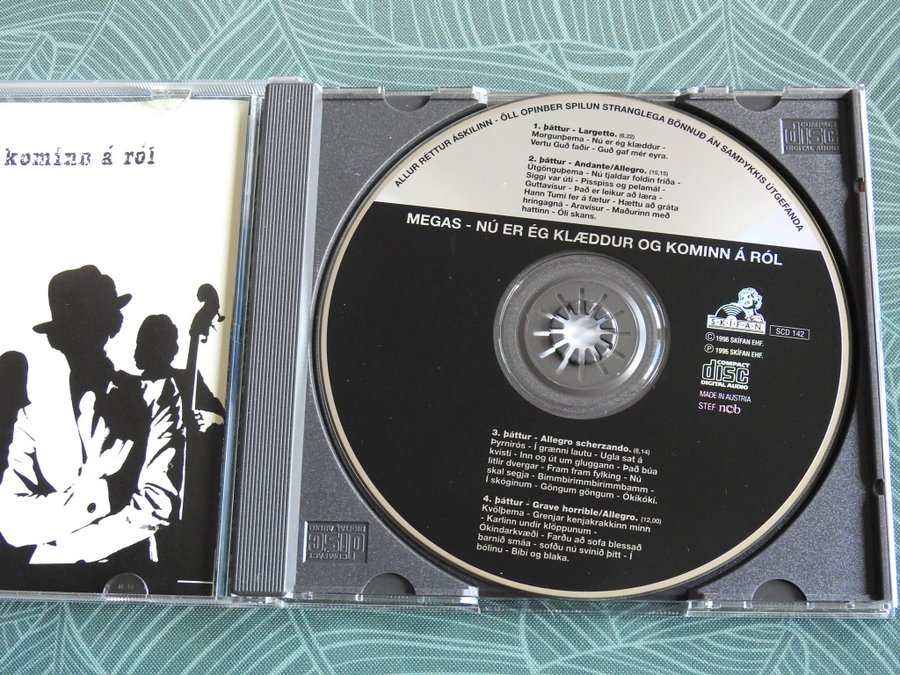 kominn á ról
ALLUR RÉTTUR ÁSKILINN - ÖLL OPINBER SPILUN STRANGLEGA BÖNNUÐ ÁN SAMÞYKKIS ÚTGEFANDA
1. þáttur - Largetto. (6,22)
Morgunþema - Nú er ég klæddur -
Vertu Guð faðir - Guð gaf mér eyra.
2. þáttur - Andante/Allegro. (15,15)
Útgönguþema - Nú tjaldar foldin fríða -
Siggi var úti - Pisspiss og pelamál -
Guttavísur - Það er leikur að læra -
Hann Tumi fer á fætur - Hættu að gráta
hringagná - Aravísur - Maðurinn með
hattinn - Óli skans.
MEGAS - NÚ ER ÉG KLÆDDUR OG KOMINN Á RÓL
SKÍFAN
SCD 142
© 1996 SKÍFAN EHF.
℗ 1996 SKÍFAN EHF.
COMPACT
disc
DIGITAL AUDIO
MADE IN AUSTRIA
STEF ncb
3. þáttur - Allegro scherzando. (8,14)
Þyrnirós - Í grænni lautu - Ugla sat á
kvisti - Inn og út um gluggann - Það búa
litlir dvergar - Fram fram fylking - Nú
skal segja - Bimmbirimmbirimmbamm -
Í skóginum - Göngum göngum - Ókíkókí.
4. þáttur - Grave horrible/Allegro. (12,00)
Kvölþema - Grenjar kenjakrakkinn minn
- Karlinn undir klöppunum -
Ókindarkvæði - Farðu að sofa blessað
barnið smáa - sofðu nú svínið þitt - Í
bólinu - Bíbí og blaka.
COMPACT
disc
DIGITAL AUDIO
COMPACT
disc
DIGITAL AUDIO